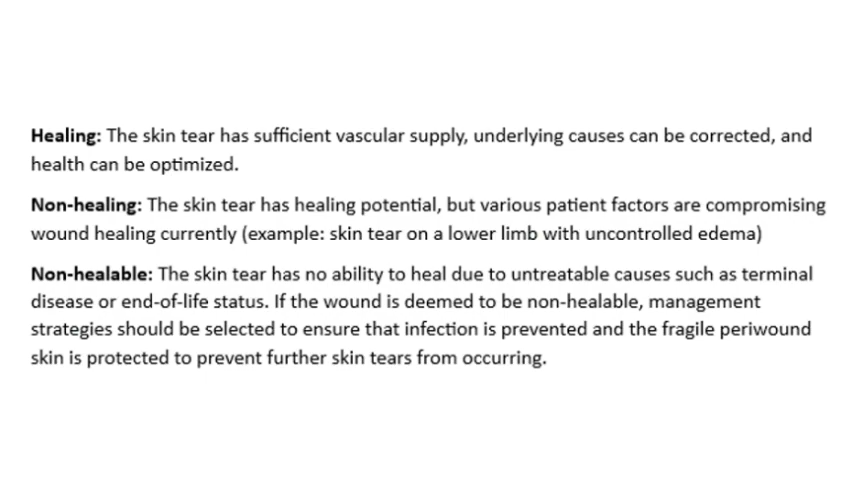 Healing: The skin tear has sufficient vascular supply, underlying causes can be corrected, and
health can be optimized.
Non-healing: The skin tear has healing potential, but various patient factors are compromising
wound healing currently (example: skin tear on a lower limb with uncontrolled edema)
Non-healable: The skin tear has no ability to heal due to untreatable causes such as terminal
disease or end-of-life status. If the wound is deemed to be non-healable, management
strategies should be selected to ensure that infection is prevented and the fragile periwound
skin is protected to prevent further skin tears from occurring.